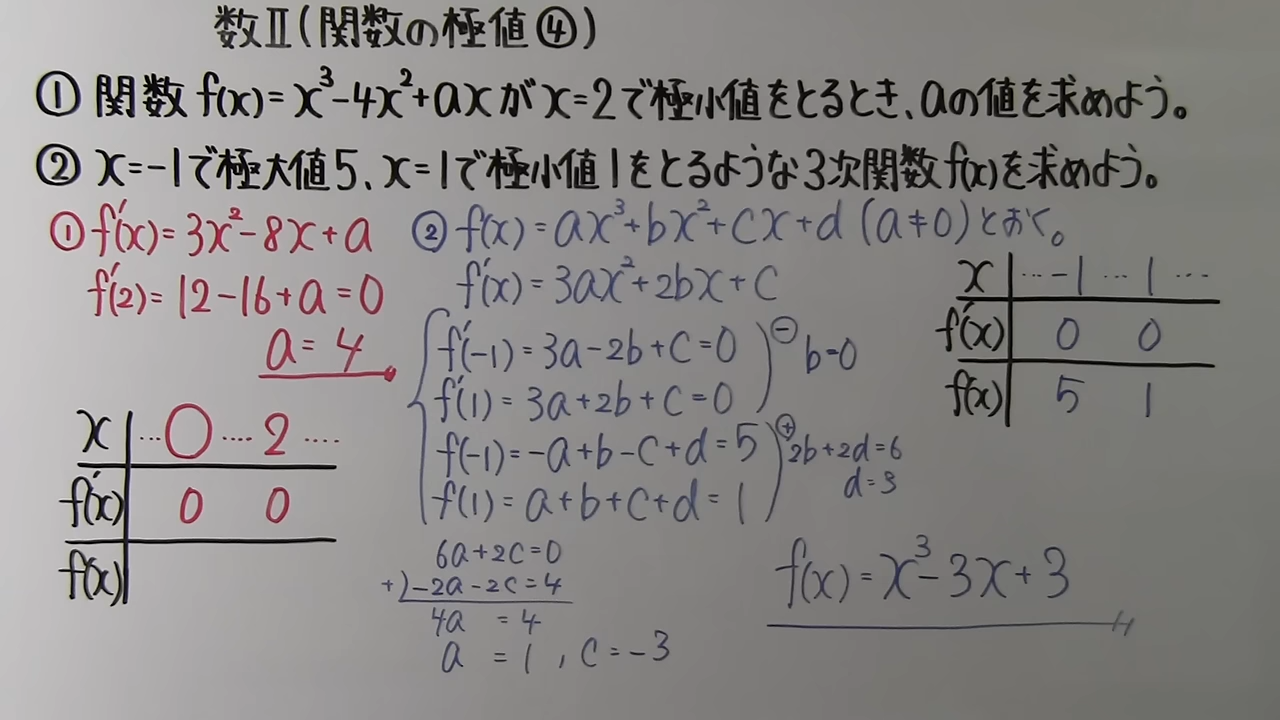 数Ⅱ(関数の極値④)
① 関数 f(x)=x³-4x²+ax が x=2で極小値をとるとき、aの値を求めよう。
② x=-1で極大値5、x=1で極小値1をとるような3次関数f(x)を求めよう。
① f'(x)=3x²-8x+a
f'(2)=12-16+a=0
a=4
x … 0 … 2 …
f'(x) 0 0
f(x)
② f(x)=ax³+bx²+cx+d (a≠0)とおく。
f'(x)=3ax²+2bx+c
f'(-1)=3a-2b+c=0
f'(1)=3a+2b+c=0
⊖ b=0
f(-1)=-a+b-c+d=5
f(1)=a+b+c+d=1
⊕ 2b+2d=6
d=3
6a+2c=0
+)-2a-2c=4
4a =4
a =1, c=-3
x … -1 … 1 …
f'(x) 0 0
f(x) 5 1
f(x)=x³-3x+3